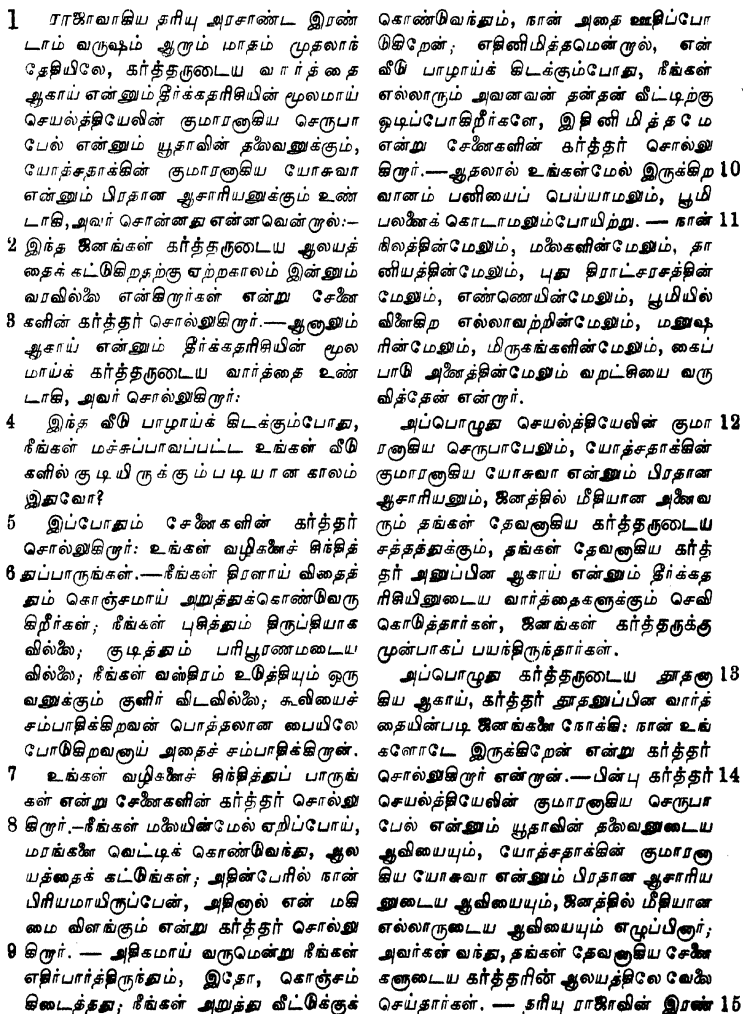 1 ராஜாவாகிய தரியு அரசாண்ட இரண்
டாம் வருஷம் ஆறாம் மாதம் முதலாந்
தேதியிலே, கர்த்தருடைய வார்த்தை
ஆகாய் என்னும் தீர்க்கதரிசியின் மூலமாய்
செயல்த்தியேலின் குமாரனாகிய செருபா
பேல் என்னும் யூதாவின் தலைவனுக்கும்,
யோத்சதாக்கின் குமாரனாகிய யோசுவா
என்னும் பிரதான ஆசாரியனுக்கும் உண்
டாகி, அவர் சொன்னது என்னவென்றால்:–
2 இந்த ஜனங்கள் கர்த்தருடைய ஆலயத்
தைக் கட்டுகிறதற்கு ஏற்றகாலம் இன்னும்
வரவில்லை என்கிறார்கள் என்று சேனை
3 களின் கர்த்தர் சொல்லுகிறார்.—ஆனாலும்
ஆகாய் என்னும் தீர்க்கதரிசியின் மூல
மாய்க் கர்த்தருடைய வார்த்தை உண்
டாகி, அவர் சொல்லுகிறார்:
4 இந்த வீடு பாழாய்க் கிடக்கும்போது,
நீங்கள் மச்சுப்பாவப்பட்ட உங்கள் வீடு
களில் குடியிருக்கும்படியான காலம்
இதுவோ?
5 இப்போதும் சேனைகளின் கர்த்தர்
சொல்லுகிறார்: உங்கள் வழிகளைச் சிந்தித்
6 துப்பாருங்கள்.—நீங்கள் திரளாய் விதைத்
தும் கொஞ்சமாய் அறுத்துக்கொண்டுவரு
கிறீர்கள்; நீங்கள் புசித்தும் திருப்தியாக
வில்லை; குடித்தும் பரிபூரணமடைய
வில்லை; நீங்கள் வஸ்திரம் உடுத்தியும் ஒரு
வனுக்கும் குளிர் விடவில்லை; கூலியைச்
சம்பாதிக்கிறவன் பொத்தலான பையிலே
போடுகிறவனாய் அதைச் சம்பாதிக்கிறான்.
7 உங்கள் வழிகளைச் சிந்தித்துப் பாருங்
கள் என்று சேனைகளின் கர்த்தர் சொல்லு
8 கிறார்.–நீங்கள் மலையின்மேல் ஏறிப்போய்,
மரங்களை வெட்டிக் கொண்டுவந்து, ஆல
யத்தைக் கட்டுங்கள்; அதின்பேரில் நான்
பிரியமாயிருப்பேன், அதினால் என் மகி
மை விளங்கும் என்று கர்த்தர் சொல்லு
9 கிறார். — அதிகமாய் வருமென்று நீங்கள்
எதிர்பார்த்திருந்தும், இதோ, கொஞ்சம்
கிடைத்தது; நீங்கள் அறுத்து வீட்டுக்குக்
கொண்டுவந்தும், நான் அதை ஊதிப்போ
டுகிறேன்; எதினிமித்தமென்றால், என்
வீடு பாழாய்க் கிடக்கும்போது, நீங்கள்
எல்லாரும் அவனவன் தன்தன் வீட்டிற்கு
ஓடிப்போகிறீர்களே, இதினிமித்தமே
என்று சேனைகளின் கர்த்தர் சொல்லு
கிறார்.—ஆதலால் உங்கள்மேல் இருக்கிற 10
வானம் பனியைப் பெய்யாமலும், பூமி
பலனைக் கொடாமலும்போயிற்று. — நான் 11
நிலத்தின்மேலும், மலைகளின்மேலும், தா
னியத்தின்மேலும், புது திராட்சரசத்தின்
மேலும், எண்ணெயின்மேலும், பூமியில்
விளைகிற எல்லாவற்றின்மேலும், மனுஷ
ரின்மேலும், மிருகங்களின்மேலும், கைப்
பாடு அனைத்தின்மேலும் வறட்சியை வரு
வித்தேன் என்றார்.
அப்பொழுது செயல்த்தியேலின் குமா 12
ரனாகிய செருபாபேலும், யோத்சதாக்கின்
குமாரனாகிய யோசுவா என்னும் பிரதான
ஆசாரியனும், ஜனத்தில் மீதியான அனைவ
ரும் தங்கள் தேவனாகிய கர்த்தருடைய
சத்தத்துக்கும், தங்கள் தேவனாகிய கர்த்
தர் அனுப்பின ஆகாய் என்னும் தீர்க்கத
ரிசியினுடைய வார்த்தைகளுக்கும் செவி
கொடுத்தார்கள், ஜனங்கள் கர்த்தருக்கு
முன்பாகப் பயந்திருந்தார்கள்.
அப்பொழுது கர்த்தருடைய தூதனா 13
கிய ஆகாய், கர்த்தர் தூதனுப்பின வார்த்
தையின்படி ஜனங்களை நோக்கி: நான் உங்
களோடே இருக்கிறேன் என்று கர்த்தர்
சொல்லுகிறார் என்றான்.—பின்பு கர்த்தர் 14
செயல்த்தியேலின் குமாரனாகிய செருபா
பேல் என்னும் யூதாவின் தலைவனுடைய
ஆவியையும், யோத்சதாக்கின் குமாரனா
கிய யோசுவா என்னும் பிரதான ஆசாரிய
னுடைய ஆவியையும், ஜனத்தில் மீதியான
எல்லாருடைய ஆவியையும் எழுப்பினார்;
அவர்கள் வந்து, தங்கள் தேவனாகிய சேனை
களுடைய கர்த்தரின் ஆலயத்திலே வேலை
செய்தார்கள். — தரியு ராஜாவின் இரண் 15